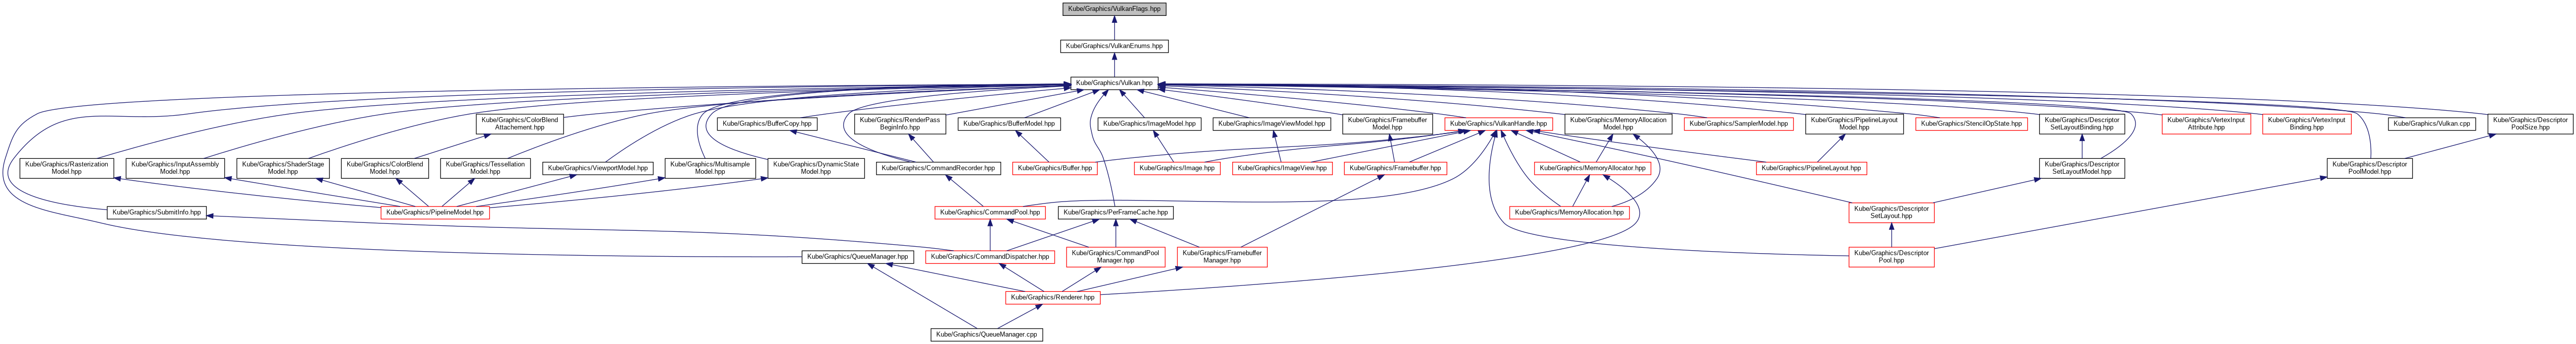 Kube/Graphics/VulkanFlags.hpp
Kube/Graphics/VulkanEnums.hpp
Kube/Graphics/Vulkan.hpp
Kube/Graphics/ColorBlend
Attachement.hpp
Kube/Graphics/BufferCopy.hpp
Kube/Graphics/RenderPass
BeginInfo.hpp
Kube/Graphics/BufferModel.hpp
Kube/Graphics/ImageModel.hpp
Kube/Graphics/ImageViewModel.hpp
Kube/Graphics/Framebuffer
Model.hpp
Kube/Graphics/VulkanHandle.hpp
Kube/Graphics/MemoryAllocation
Model.hpp
Kube/Graphics/SamplerModel.hpp
Kube/Graphics/PipelineLayout
Model.hpp
Kube/Graphics/StencilOpState.hpp
Kube/Graphics/Descriptor
SetLayoutBinding.hpp
Kube/Graphics/VertexInput
Attribute.hpp
Kube/Graphics/VertexInput
Binding.hpp
Kube/Graphics/Vulkan.cpp
Kube/Graphics/Descriptor
PoolSize.hpp
Kube/Graphics/Rasterization
Model.hpp
Kube/Graphics/InputAssembly
Model.hpp
Kube/Graphics/ShaderStage
Model.hpp
Kube/Graphics/ColorBlend
Model.hpp
Kube/Graphics/Tessellation
Model.hpp
Kube/Graphics/ViewportModel.hpp
Kube/Graphics/Multisample
Model.hpp
Kube/Graphics/DynamicState
Model.hpp
Kube/Graphics/CommandRecorder.hpp
Kube/Graphics/Buffer.hpp
Kube/Graphics/Image.hpp
Kube/Graphics/ImageView.hpp
Kube/Graphics/Framebuffer.hpp
Kube/Graphics/MemoryAllocator.hpp
Kube/Graphics/PipelineLayout.hpp
Kube/Graphics/Descriptor
SetLayoutModel.hpp
Kube/Graphics/Descriptor
PoolModel.hpp
Kube/Graphics/SubmitInfo.hpp
Kube/Graphics/PipelineModel.hpp
Kube/Graphics/CommandPool.hpp
Kube/Graphics/PerFrameCache.hpp
Kube/Graphics/MemoryAllocation.hpp
Kube/Graphics/Descriptor
SetLayout.hpp
Kube/Graphics/QueueManager.hpp
Kube/Graphics/CommandDispatcher.hpp
Kube/Graphics/CommandPool
Manager.hpp
Kube/Graphics/Framebuffer
Manager.hpp
Kube/Graphics/Descriptor
Pool.hpp
Kube/Graphics/Renderer.hpp
Kube/Graphics/QueueManager.cpp